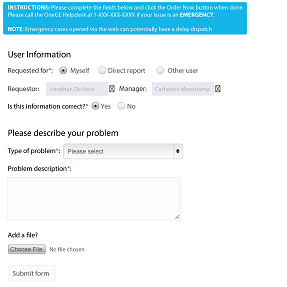 INSTRUCTIONS: Please complete the fields below and click the Order Now button when done.
Please call the OneGE Helpdesk at 1-XXX-XXX-XXXX if your issue is an EMERGENCY.
NOTE: Emergency cases opened via the web can potentially have a delay dispatch
User Information
Requested for*: Myself Direct report Other user
Requestor: Jonathan De Heus Manager: Catherine Monchamp
Is this information correct?* Yes No
Please describe your problem
Type of problem*: Please select
Problem description*:
Add a file?
Choose File No file chosen
Submit form